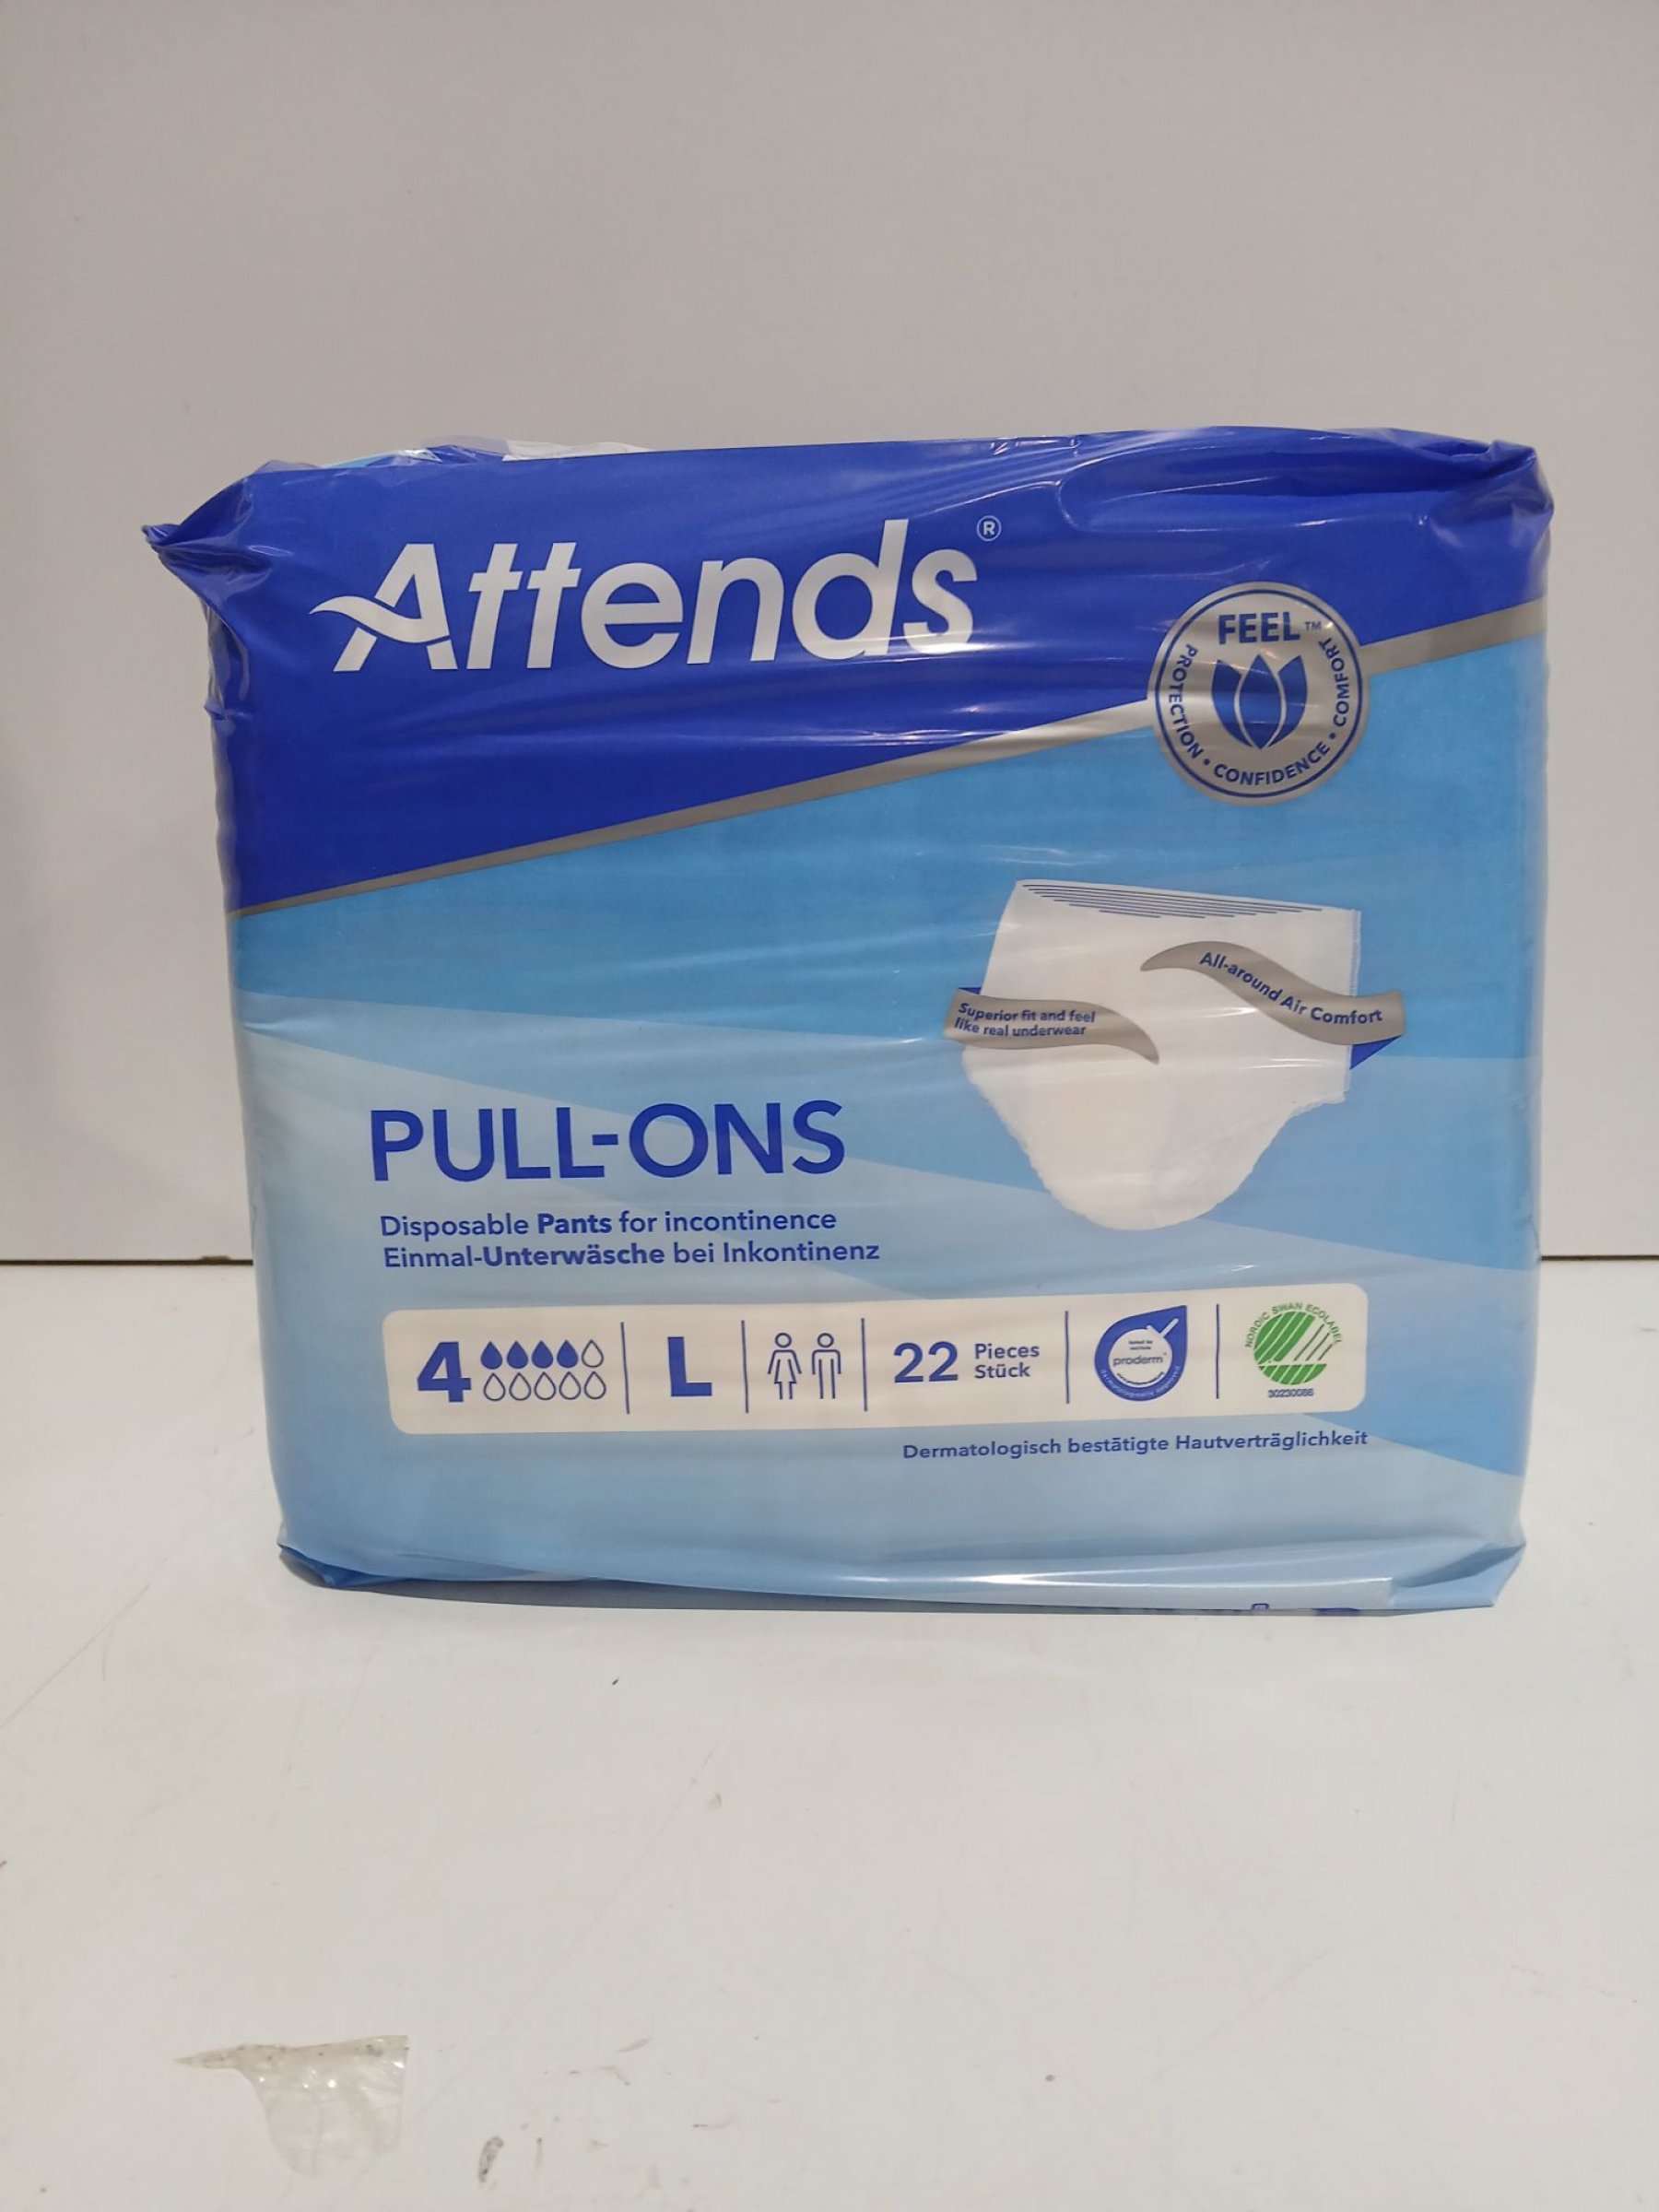 Attends®
FEEL™
PROTECTION • CONFIDENCE • COMFORT
All-around Air Comfort
Superior fit and feel
like real underwear
PULL-ONS
Disposable Pants for incontinence
Einmal-Unterwäsche bei Inkontinenz
4
L
22 Pieces
Stück
proderm
NORDIC SWAN ECOLABEL
30230086
Dermatologisch bestätigte Hautverträglichkeit